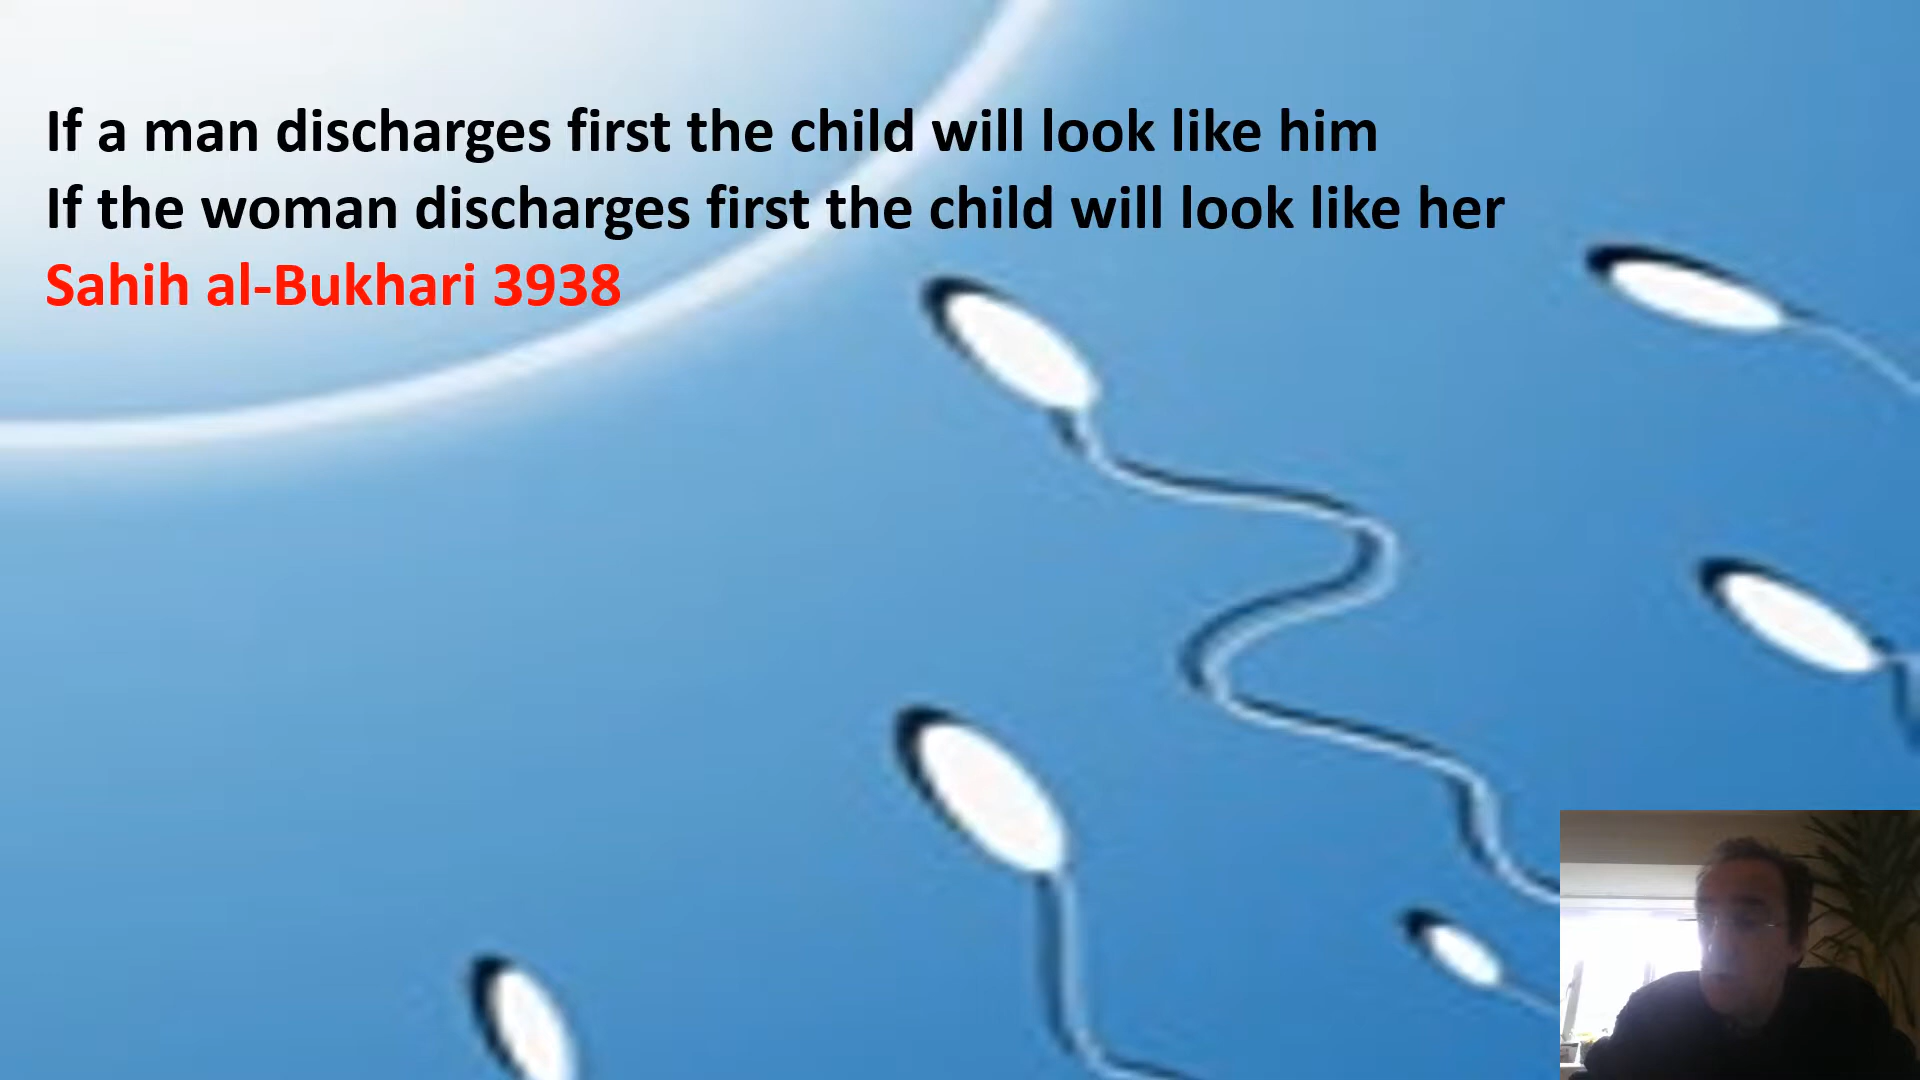 If a man discharges first the child will look like him
If the woman discharges first the child will look like her
Sahih al-Bukhari 3938